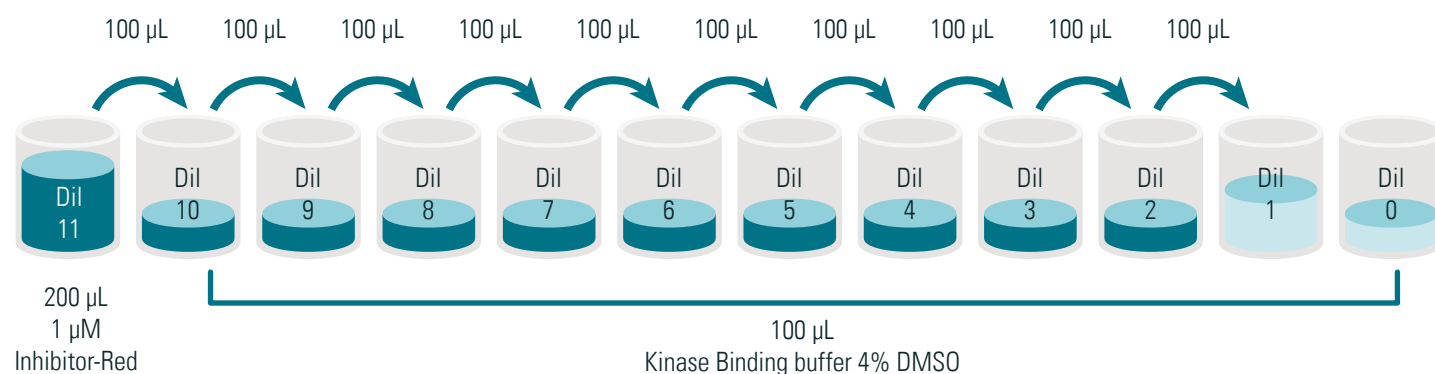 100 µL 100 µL 100 µL 100 µL 100 µL 100 µL 100 µL 100 µL 100 µL 100 µL
Dil Dil Dil Dil Dil Dil Dil Dil Dil Dil Dil Dil
11 10 9 8 7 6 5 4 3 2 1 0
200 µL
1 µM
Inhibitor-Red
100 µL
Kinase Binding buffer 4% DMSO